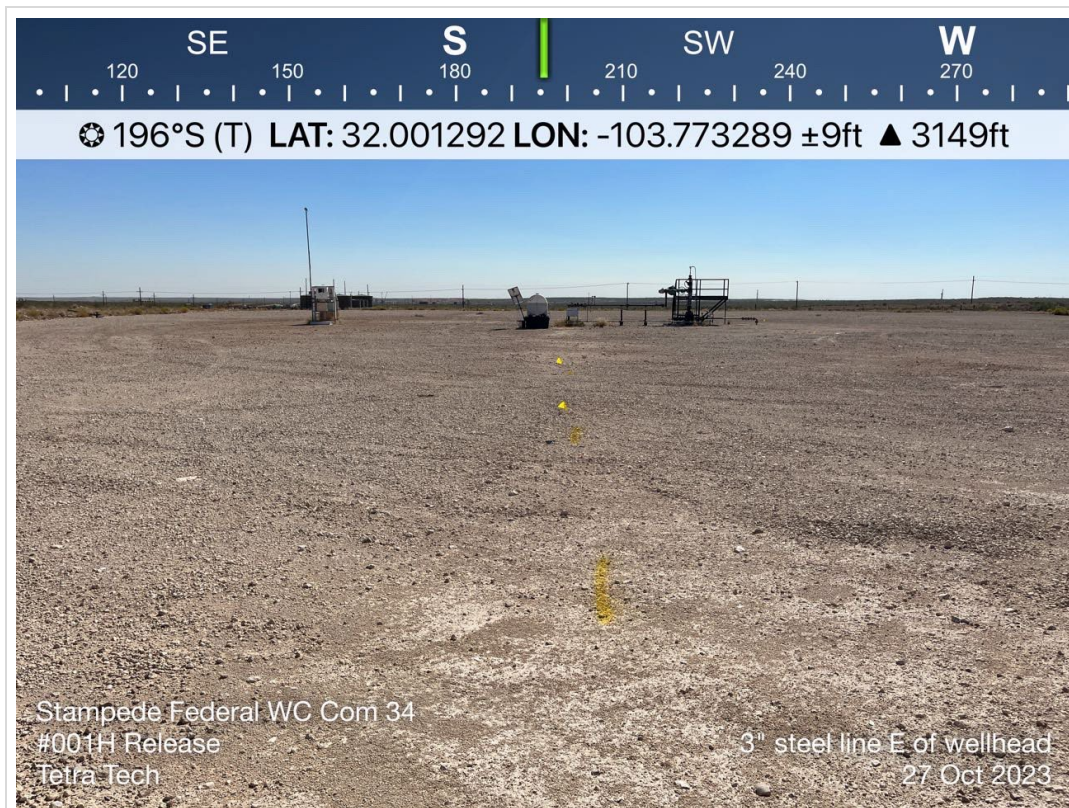 SE S SW W
120 150 180 210 240 270
196°S (T) LAT: 32.001292 LON: -103.773289 ±9ft ▲ 3149ft
Stampede Federal WC Com 34
#001H Release
Tetra Tech
3" steel line E of wellhead
27 Oct 2023